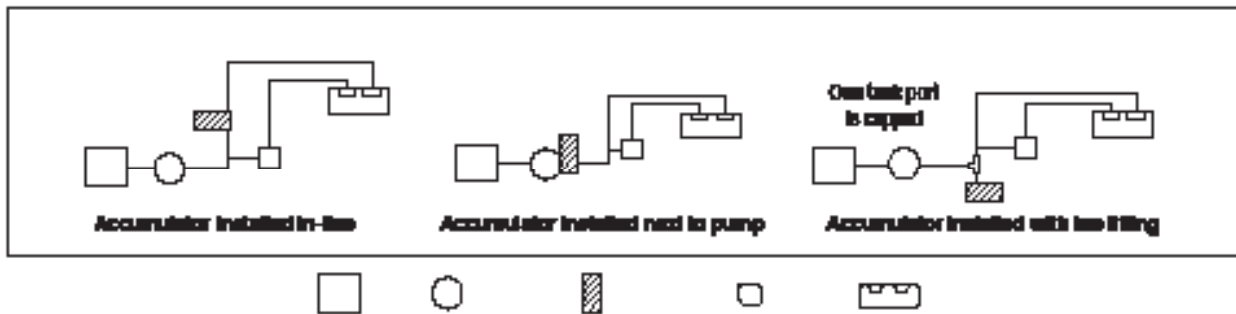 One tank port
is capped
Accumulator installed in-line
Accumulator installed next to pump
Accumulator installed with tee fitting